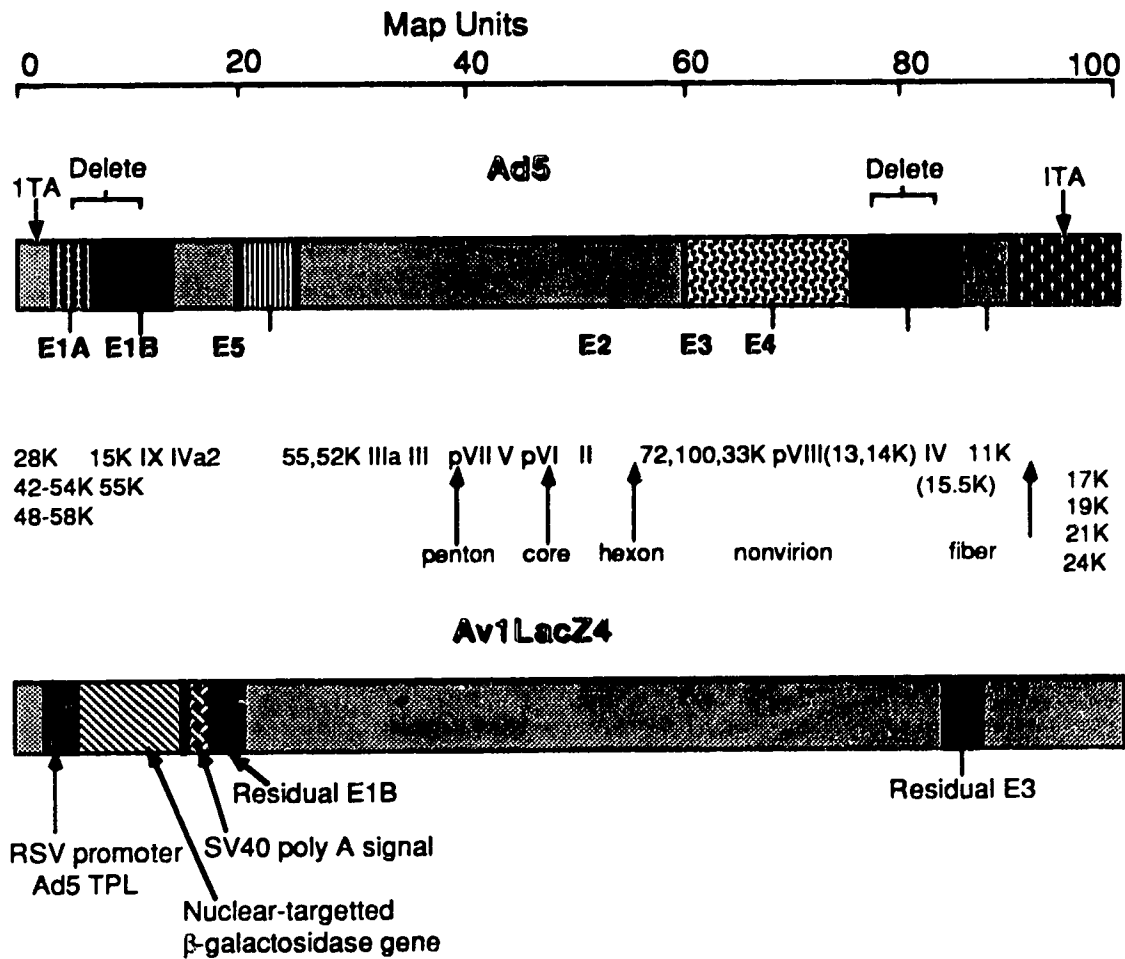 Map Units
0 20 40 60 80 100
Delete Ad5 Delete
1TA ITA
E1A E1B E5 E2 E3 E4
28K 15K IX IVa2 55,52K IIIa III pVII V pVI II 72,100,33K pVIII(13,14K) IV 11K
42-54K 55K (15.5K) 17K
48-58K 19K
21K
penton core hexon nonvirion fiber 24K
Av1LacZ4
Residual E1B Residual E3
RSV promoter SV40 poly A signal
Ad5 TPL
Nuclear-targetted
β-galactosidase gene